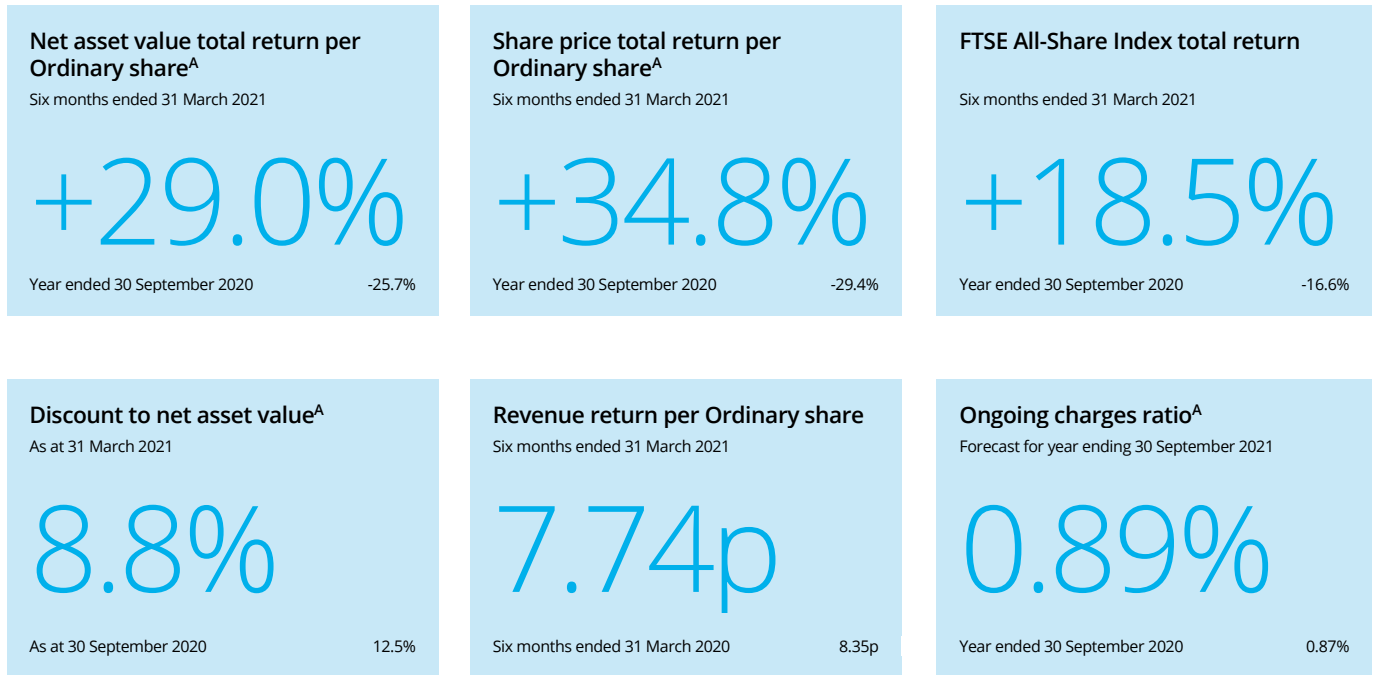 Net asset value total return per
Ordinary shareA
Six months ended 31 March 2021
+29.0%
Year ended 30 September 2020 -25.7%
Share price total return per
Ordinary shareA
Six months ended 31 March 2021
+34.8%
Year ended 30 September 2020 -29.4%
FTSE All-Share Index total return
Six months ended 31 March 2021
+18.5%
Year ended 30 September 2020 -16.6%
Discount to net asset valueA
As at 31 March 2021
8.8%
As at 30 September 2020 12.5%
Revenue return per Ordinary share
Six months ended 31 March 2021
7.74p
Six months ended 31 March 2020 8.35p
Ongoing charges ratioA
Forecast for year ending 30 September 2021
0.89%
Year ended 30 September 2020 0.87%